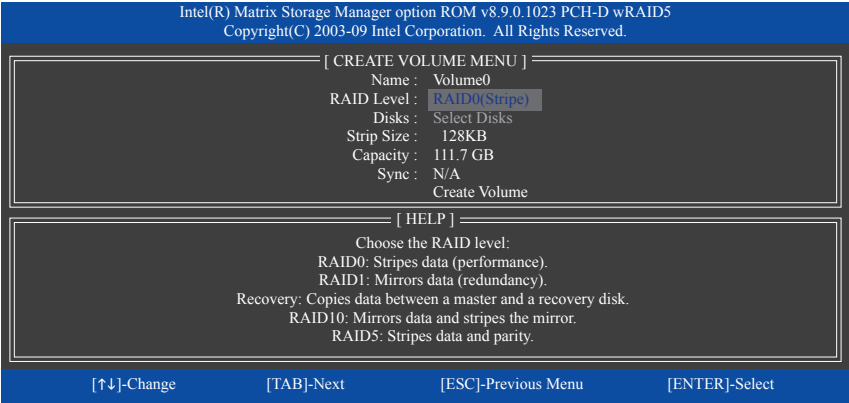 Intel(R) Matrix Storage Manager option ROM v8.9.0.1023 PCH-D wRAID5
Copyright(C) 2003-09 Intel Corporation. All Rights Reserved.
[ CREATE VOLUME MENU ]
Name : Volume0
RAID Level : RAID0(Stripe)
Disks : Select Disks
Strip Size : 128KB
Capacity : 111.7 GB
Sync : N/A
Create Volume
[ HELP ]
Choose the RAID level:
RAID0: Stripes data (performance).
RAID1: Mirrors data (redundancy).
Recovery: Copies data between a master and a recovery disk.
RAID10: Mirrors data and stripes the mirror.
RAID5: Stripes data and parity.
[↑↓]-Change [TAB]-Next [ESC]-Previous Menu [ENTER]-Select